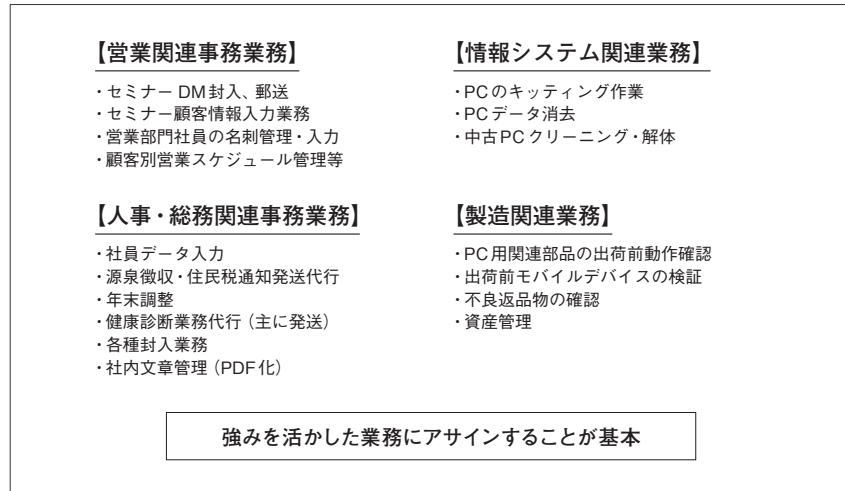 【営業関連事務業務】
・セミナー DM封入、郵送
・セミナー顧客情報入力業務
・営業部門社員の名刺管理・入力
・顧客別営業スケジュール管理等
【情報システム関連業務】
・PCのキッティング作業
・PCデータ消去
・中古PCクリーニング・解体
【人事・総務関連事務業務】
・社員データ入力
・源泉徴収・住民税通知発送代行
・年末調整
・健康診断業務代行（主に発送）
・各種封入業務
・社内文章管理（PDF化）
【製造関連業務】
・PC用関連部品の出荷前動作確認
・出荷前モバイルデバイスの検証
・不良返品物の確認
・資産管理
強みを活かした業務にアサインすることが基本